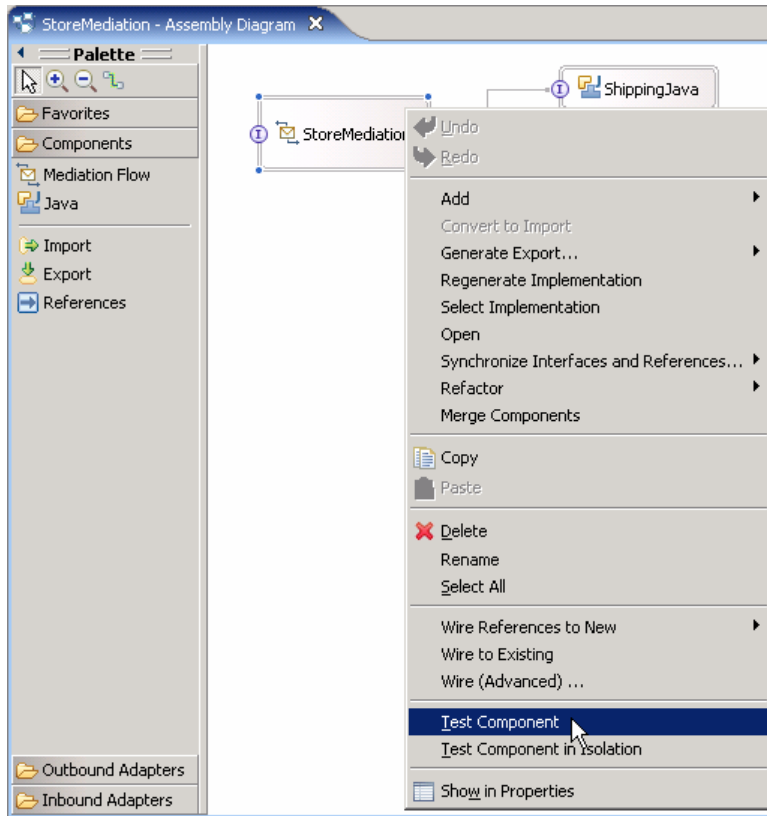 StoreMediation - Assembly Diagram
Palette
Favorites
Components
Mediation Flow
Java
Import
Export
References
Outbound Adapters
Inbound Adapters
I StoreMediation
I ShippingJava
Undo
Redo
Add
Convert to Import
Generate Export...
Regenerate Implementation
Select Implementation
Open
Synchronize Interfaces and References...
Refactor
Merge Components
Copy
Paste
Delete
Rename
Select All
Wire References to New
Wire to Existing
Wire (Advanced) ...
Test Component
Test Component in Isolation
Show in Properties